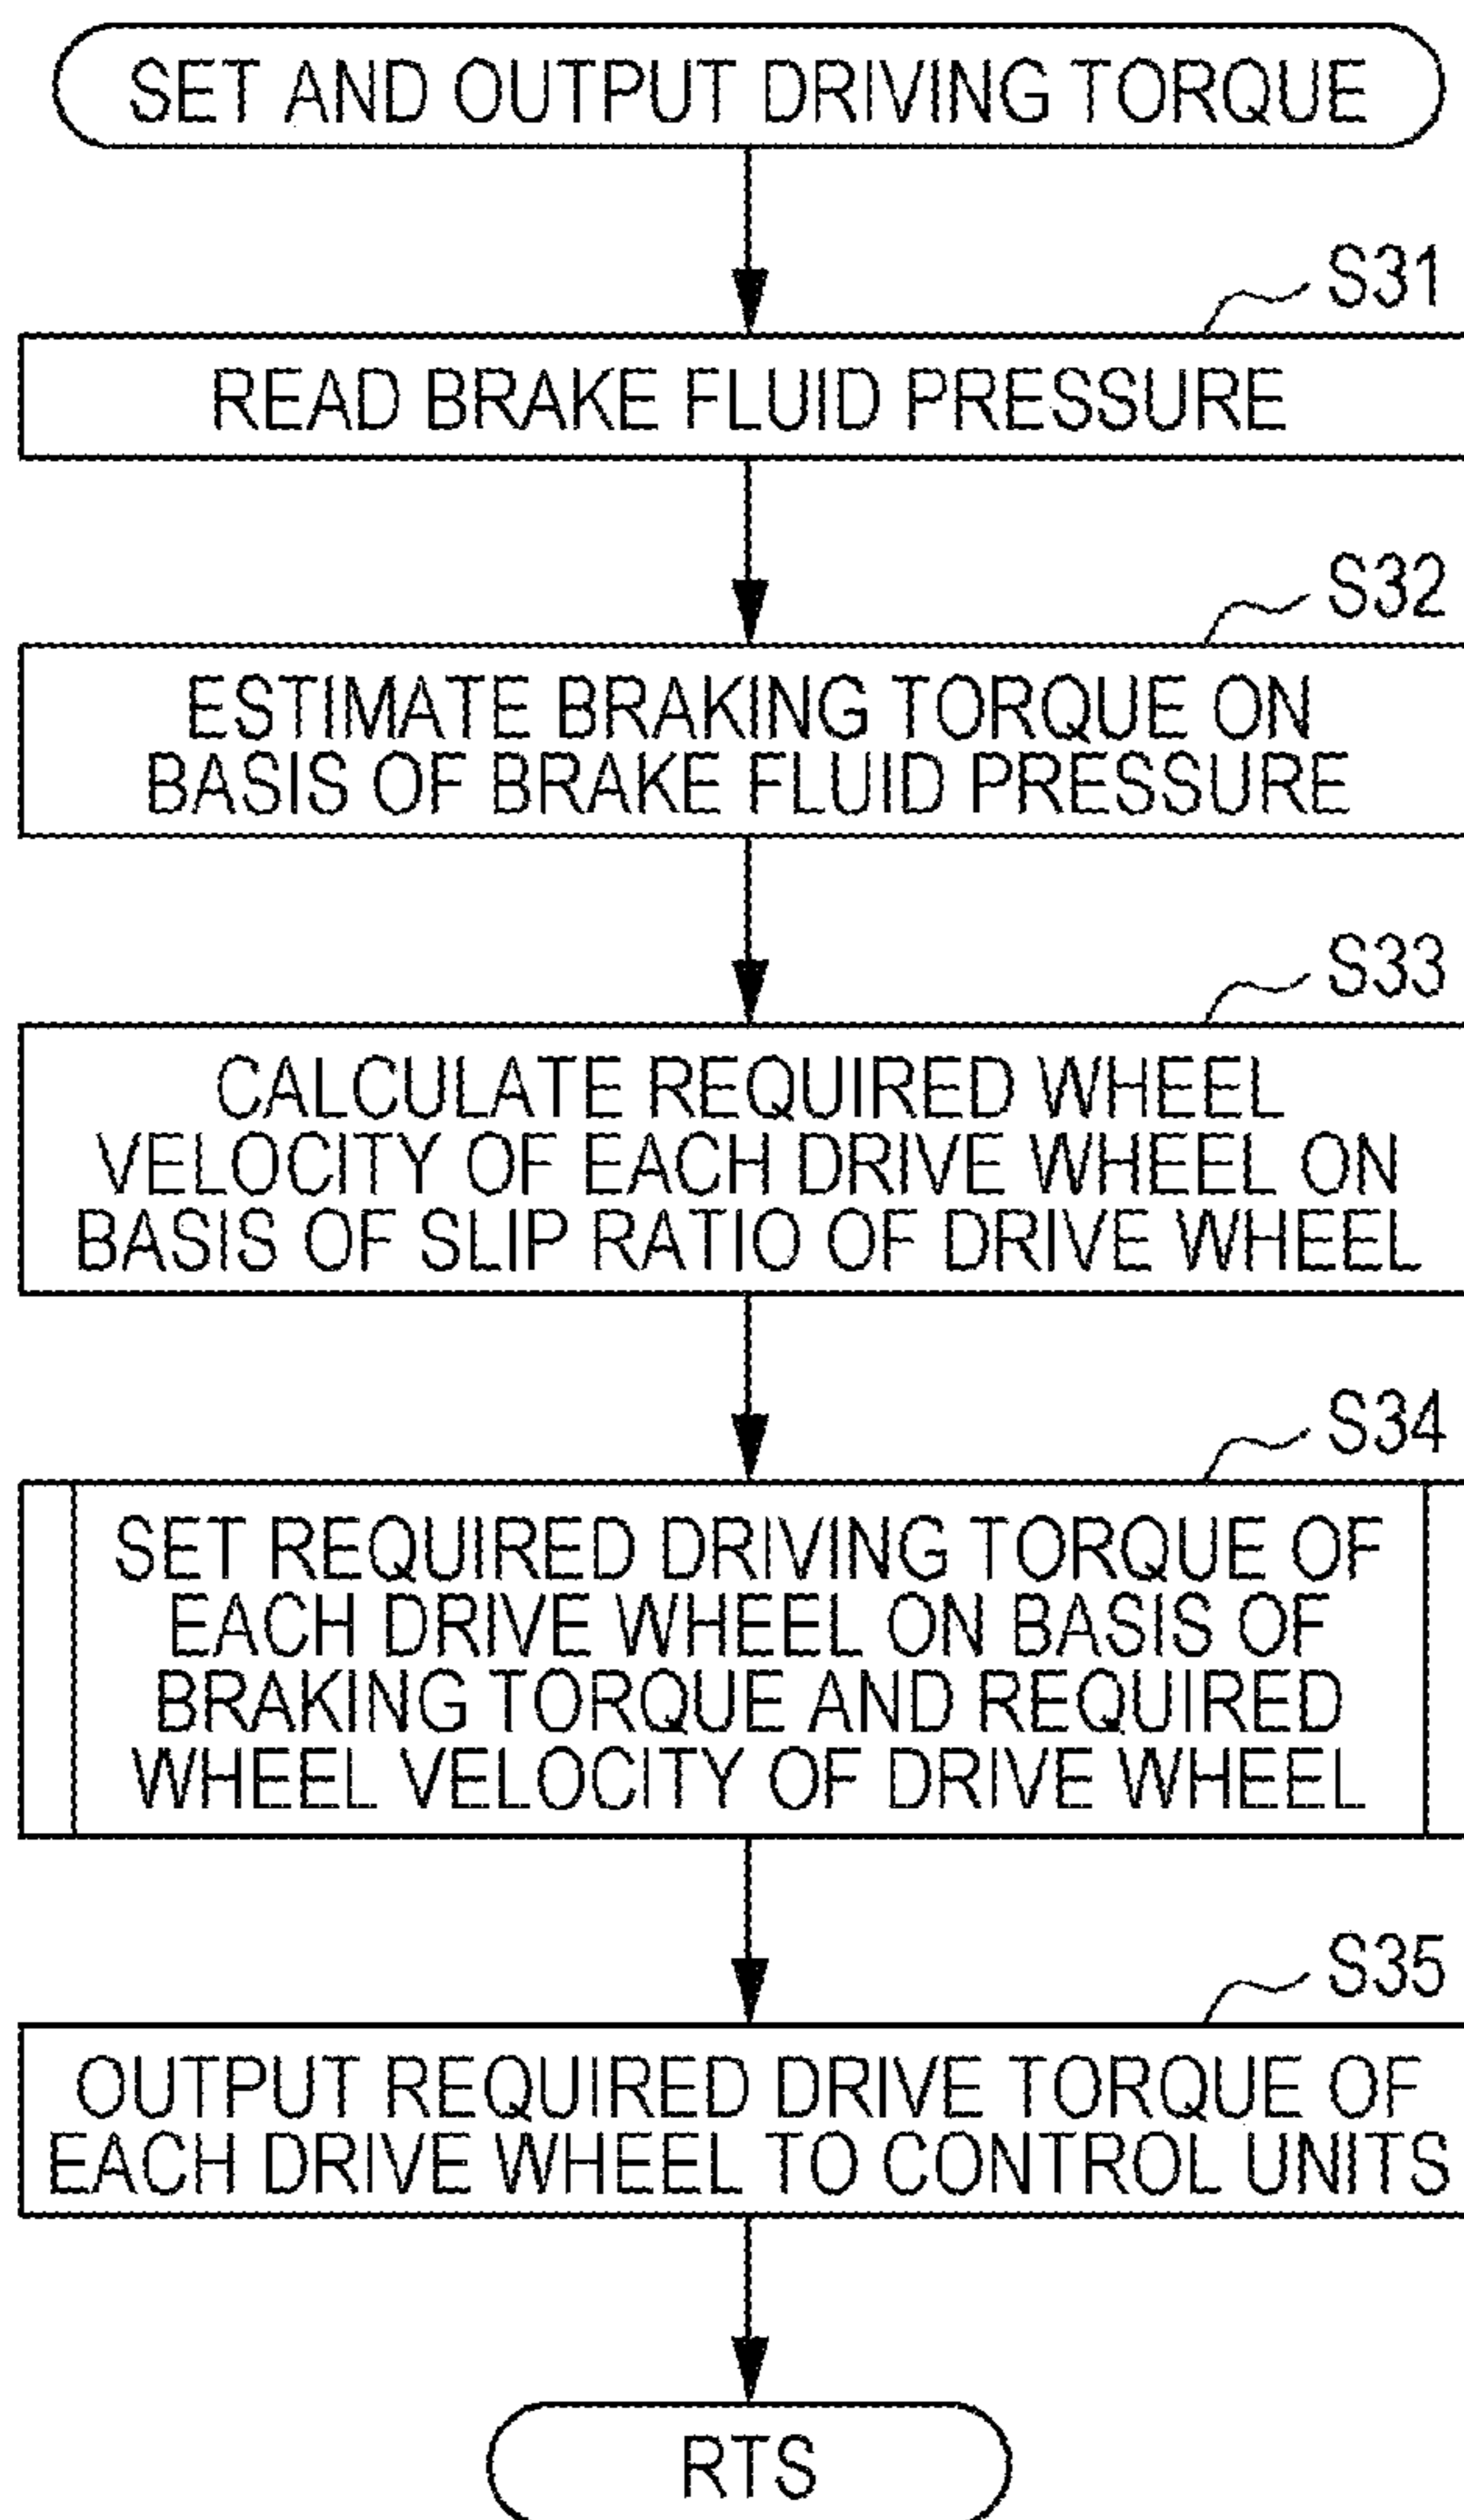 SET AND OUTPUT DRIVING TORQUE
S31
READ BRAKE FLUID PRESSURE
S32
ESTIMATE BRAKING TORQUE ON
BASIS OF BRAKE FLUID PRESSURE
S33
CALCULATE REQUIRED WHEEL
VELOCITY OF EACH DRIVE WHEEL ON
BASIS OF SLIP RATIO OF DRIVE WHEEL
S34
SET REQUIRED DRIVING TORQUE OF
EACH DRIVE WHEEL ON BASIS OF
BRAKING TORQUE AND REQUIRED
WHEEL VELOCITY OF DRIVE WHEEL
S35
OUTPUT REQUIRED DRIVE TORQUE OF
EACH DRIVE WHEEL TO CONTROL UNITS
RTS